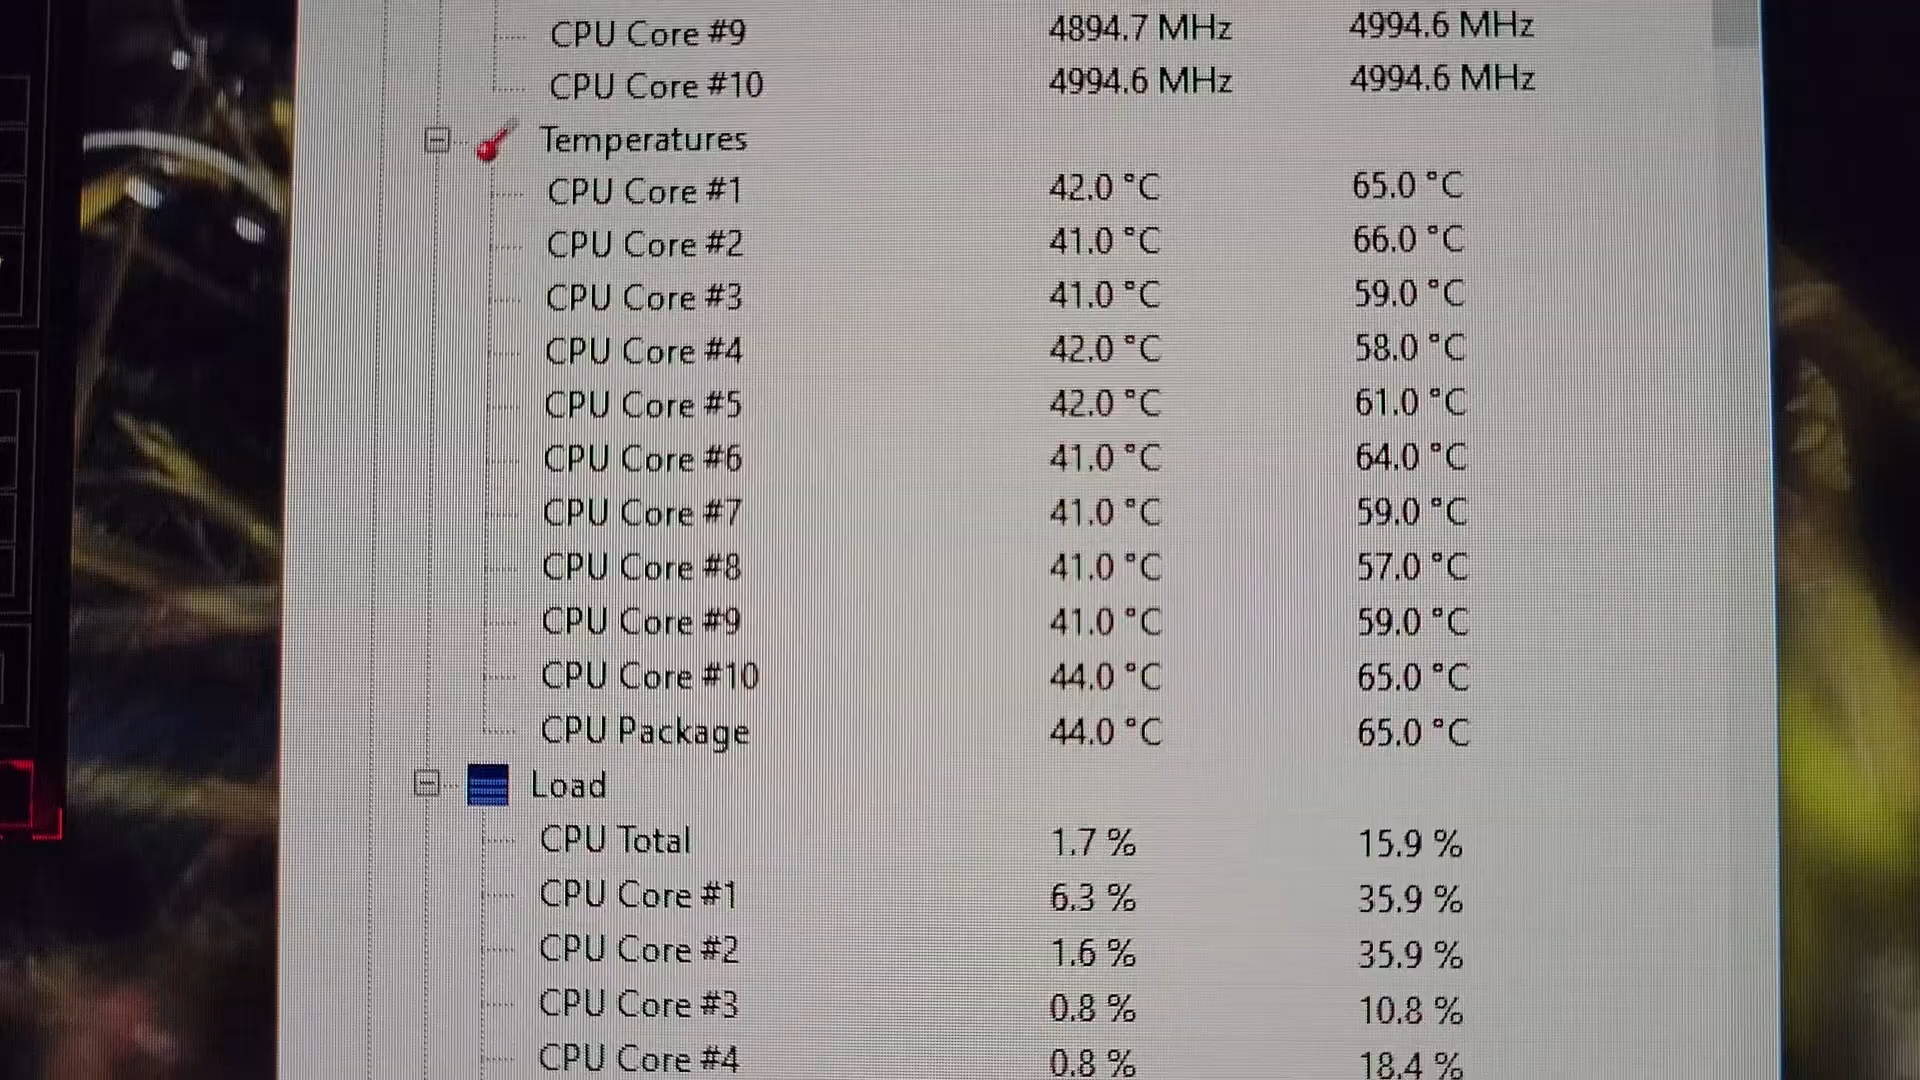 CPU Core #9 4894.7 MHz 4994.6 MHz
CPU Core #10 4994.6 MHz 4994.6 MHz
Temperatures
CPU Core #1 42.0 °C 65.0 °C
CPU Core #2 41.0 °C 66.0 °C
CPU Core #3 41.0 °C 59.0 °C
CPU Core #4 42.0 °C 58.0 °C
CPU Core #5 42.0 °C 61.0 °C
CPU Core #6 41.0 °C 64.0 °C
CPU Core #7 41.0 °C 59.0 °C
CPU Core #8 41.0 °C 57.0 °C
CPU Core #9 41.0 °C 59.0 °C
CPU Core #10 44.0 °C 65.0 °C
CPU Package 44.0 °C 65.0 °C
Load
CPU Total 1.7 % 15.9 %
CPU Core #1 6.3 % 35.9 %
CPU Core #2 1.6 % 35.9 %
CPU Core #3 0.8 % 10.8 %
CPU Core #4 0.8 % 18.4 %